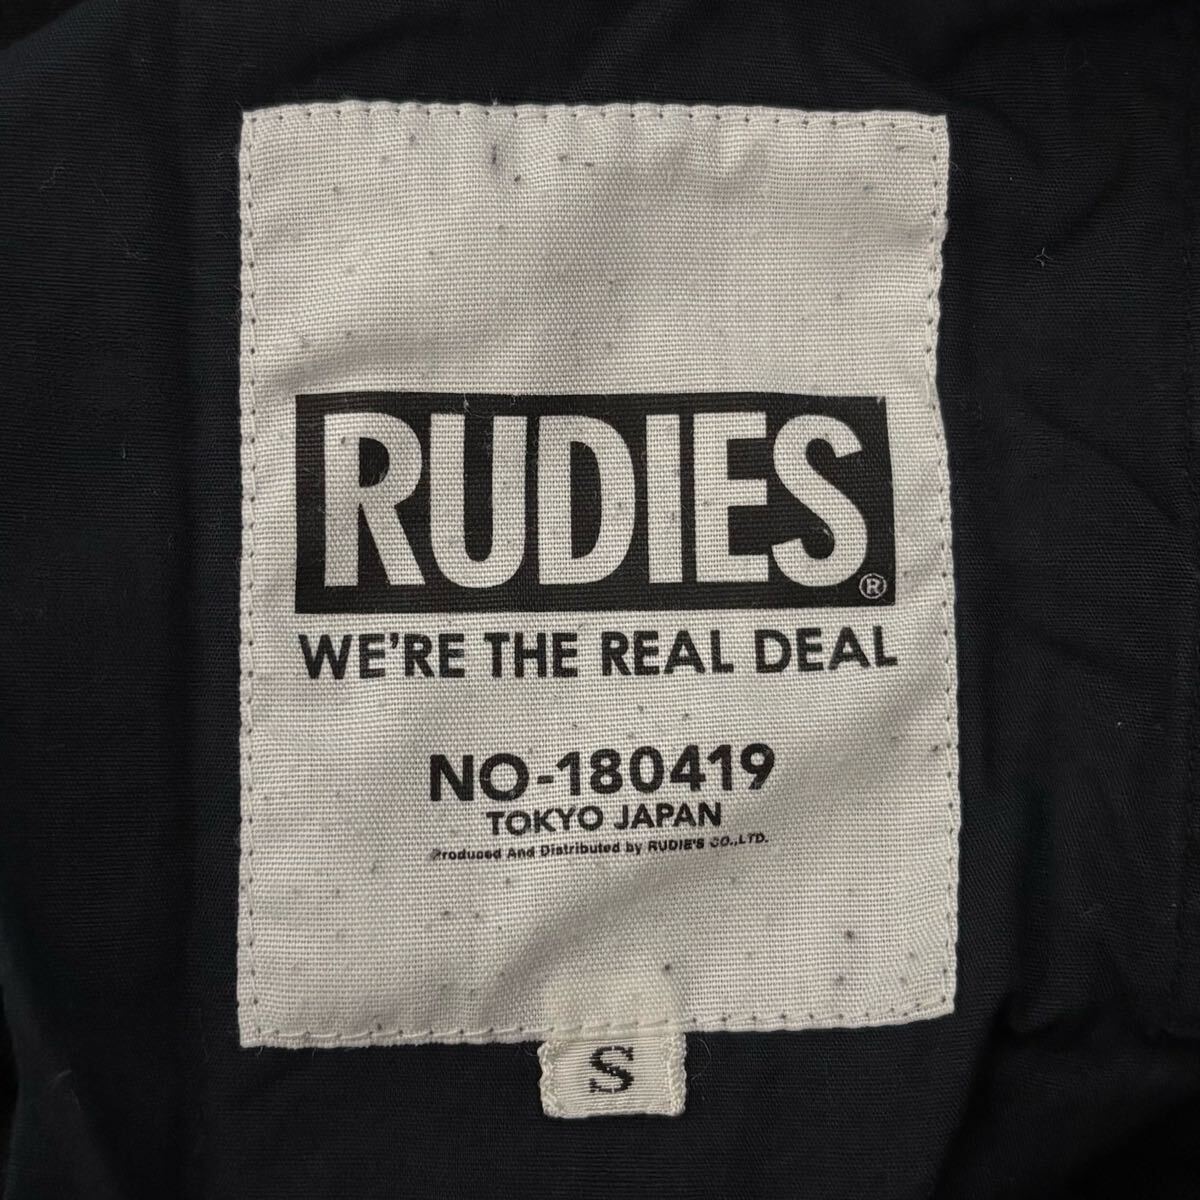 RUDIES®
WE'RE THE REAL DEAL
NO-180419
TOKYO JAPAN
Produced And Distributed by RUDIE'S CO.,LTD.
S